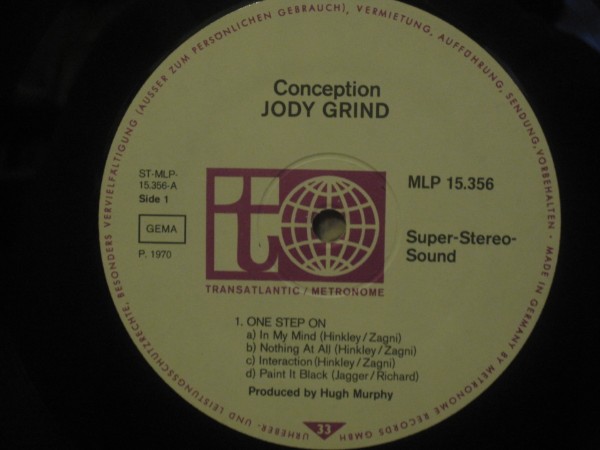 URHEBER- UND LEISTUNGSSCHUTZRECHTE, BESONDERS VERVIELFÄLTIGUNG (AUSSER ZUM PERSÖNLICHEN GEBRAUCH), VERMIETUNG, AUFFÜHRUNG, SENDUNG, VORBEHALTEN · MADE IN GERMANY BY METRONOME RECORDS GMBH
Conception
JODY GRIND
ST-MLP-
15.356-A
Side 1
GEMA
P. 1970
it
MLP 15.356
Super-Stereo-
Sound
TRANSATLANTIC / METRONOME
1. ONE STEP ON
a) In My Mind (Hinkley/Zagni)
b) Nothing At All (Hinkley/Zagni)
c) Interaction (Hinkley/Zagni)
d) Paint It Black (Jagger/Richard)
Produced by Hugh Murphy
33